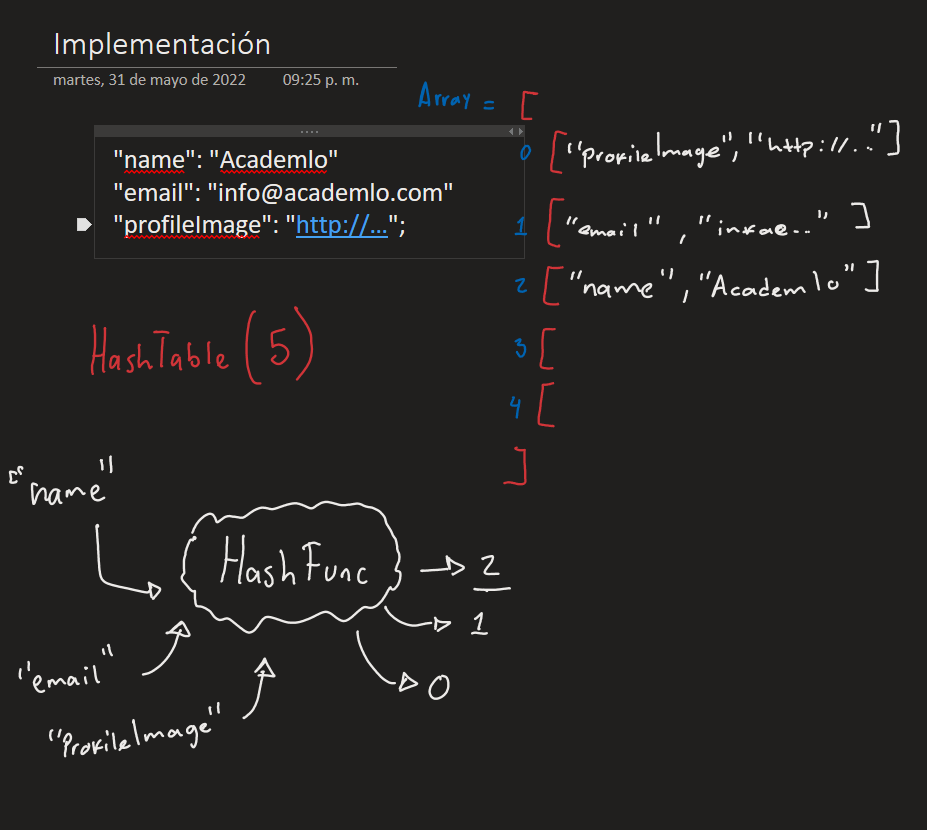 Implementación
martes, 31 de mayo de 2022 09:25 p. m.
Array = [
"name": "Academlo"
"email": "info@academlo.com"
"profileImage": "http://...";
0 ["profileImage", "http://..."]
1 ["email", "infoe.."]
2 ["name", "Academlo"]
3 [
4 [
]
HashTable(5)
["name"
HashFunc
2
1
"email"
0
"ProfileImage"